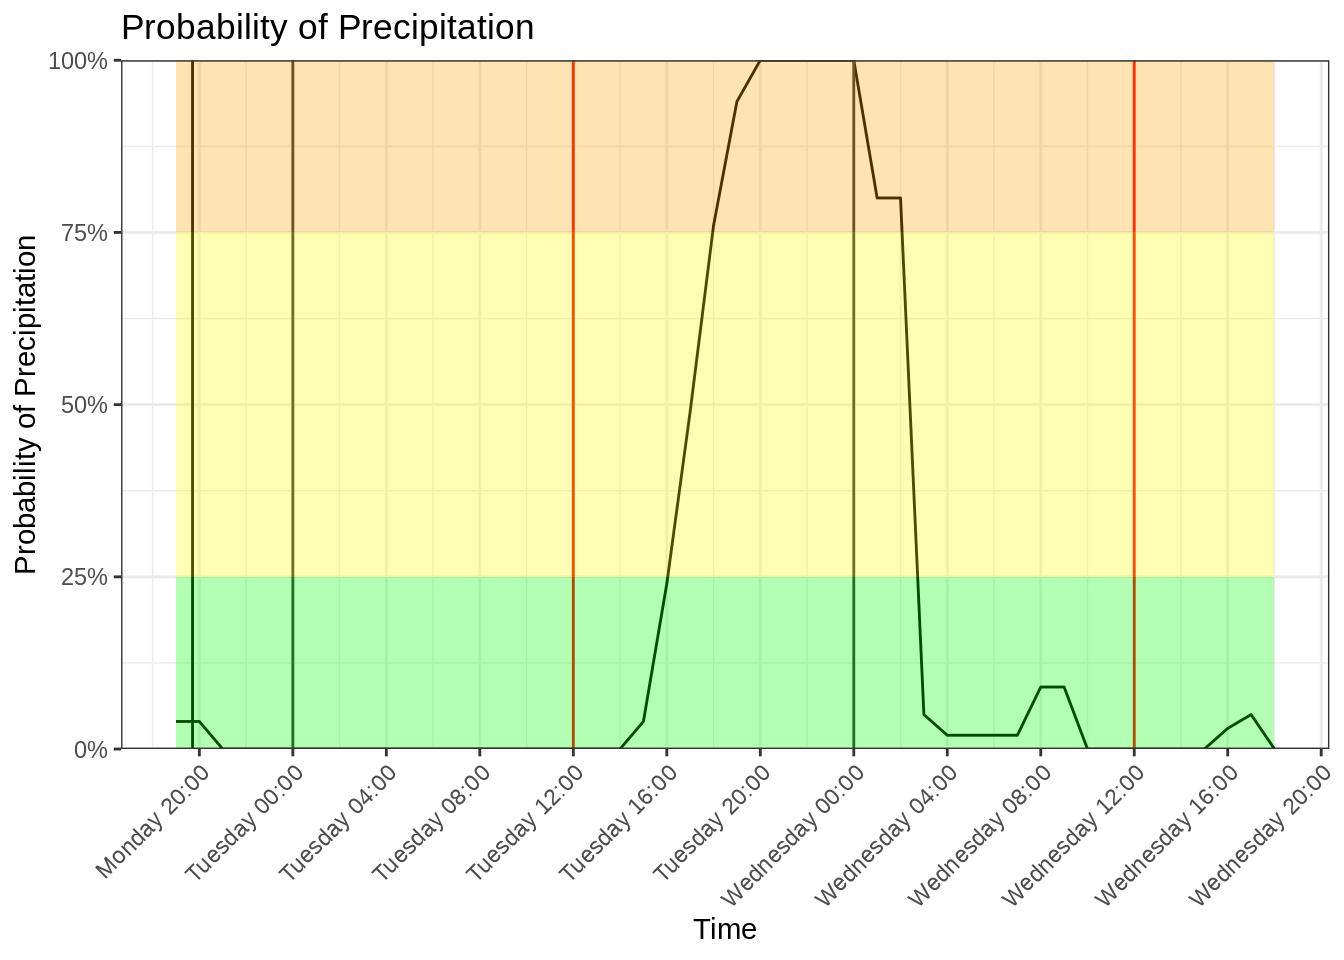 Probability of Precipitation
Probability of Precipitation
100%
75%
50%
25%
0%
Monday 20:00
Tuesday 00:00
Tuesday 04:00
Tuesday 08:00
Tuesday 12:00
Tuesday 16:00
Tuesday 20:00
Wednesday 00:00
Wednesday 04:00
Wednesday 08:00
Wednesday 12:00
Wednesday 16:00
Wednesday 20:00
Time